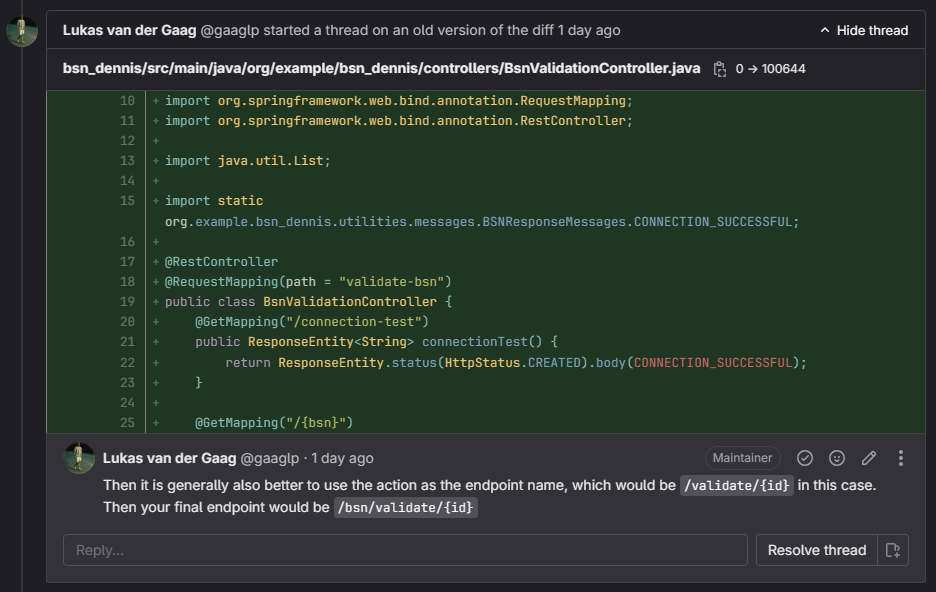 Lukas van der Gaag @gaaglp started a thread on an old version of the diff 1 day ago Hide thread
bsn_dennis/src/main/java/org/example/bsn_dennis/controllers/BsnValidationController.java 0 → 100644
10 + import org.springframework.web.bind.annotation.RequestMapping;
11 + import org.springframework.web.bind.annotation.RestController;
12 +
13 + import java.util.List;
14 +
15 + import static
org.example.bsn_dennis.utilities.messages.BSNResponseMessages.CONNECTION_SUCCESSFUL;
16 +
17 + @RestController
18 + @RequestMapping(path = "validate-bsn")
19 + public class BsnValidationController {
20 +     @GetMapping("/connection-test")
21 +     public ResponseEntity<String> connectionTest() {
22 +         return ResponseEntity.status(HttpStatus.CREATED).body(CONNECTION_SUCCESSFUL);
23 +     }
24 +
25 +     @GetMapping("/{bsn}")
Lukas van der Gaag @gaaglp · 1 day ago Maintainer
Then it is generally also better to use the action as the endpoint name, which would be /validate/{id} in this case.
Then your final endpoint would be /bsn/validate/{id}
Reply... Resolve thread